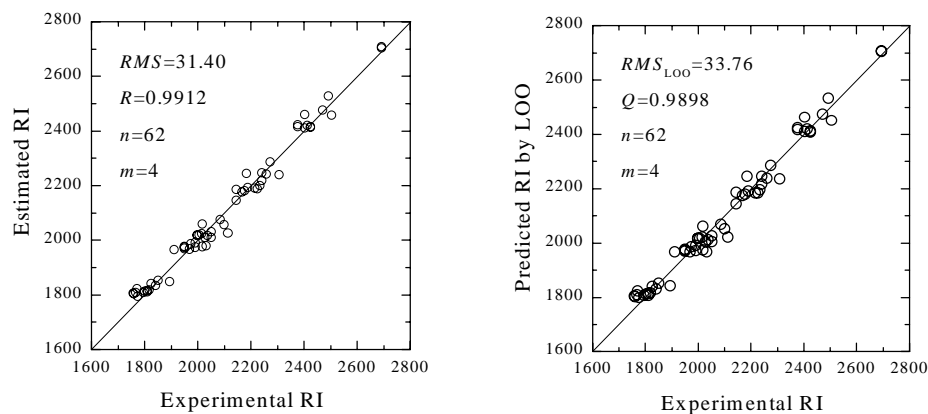 2800
2600
2400
2200
2000
1800
1600
Estimated RI
RMS=31.40
R=0.9912
n=62
m=4
1600 1800 2000 2200 2400 2600 2800
Experimental RI
2800
2600
2400
2200
2000
1800
1600
Predicted RI by LOO
RMS_LOO=33.76
Q=0.9898
n=62
m=4
1600 1800 2000 2200 2400 2600 2800
Experimental RI